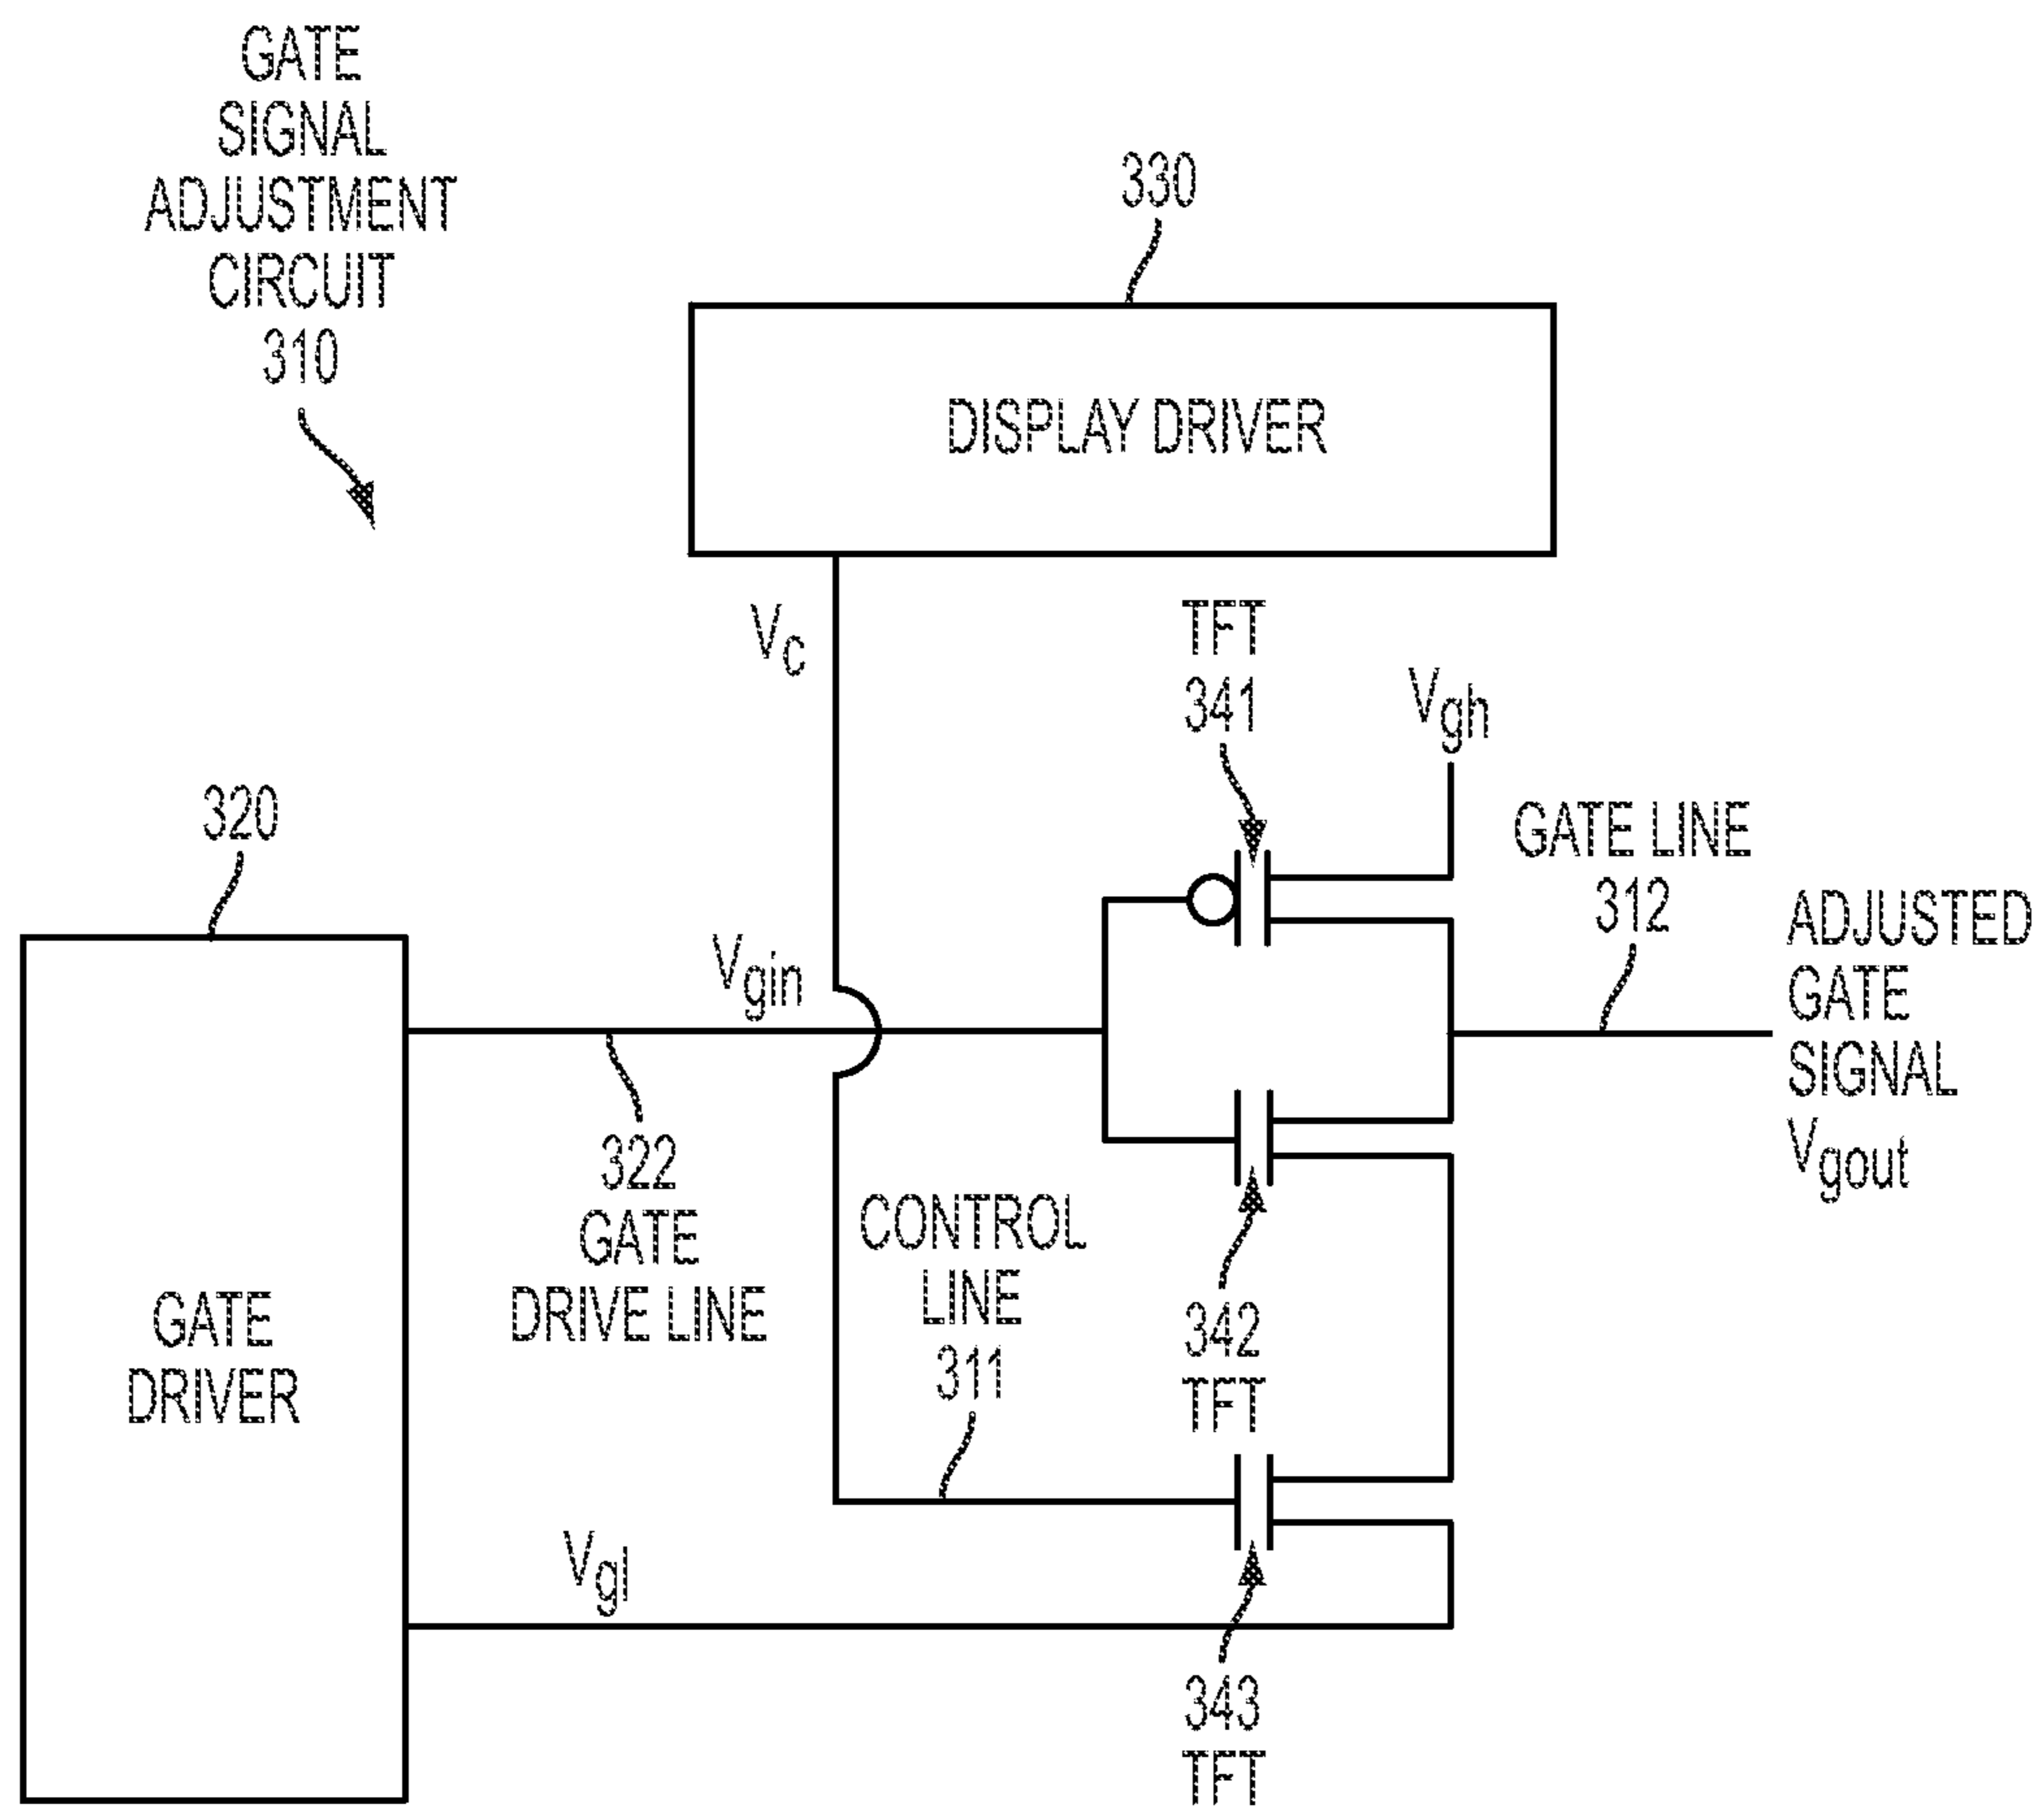 GATE
SIGNAL
ADJUSTMENT
CIRCUIT
310
330
DISPLAY DRIVER
Vc
TFT
341
Vgh
320
GATE LINE
312
ADJUSTED
GATE
SIGNAL
Vgout
Vgin
322
GATE
DRIVE LINE
CONTROL
LINE
311
342
TFT
GATE
DRIVER
Vgl
343
TFT